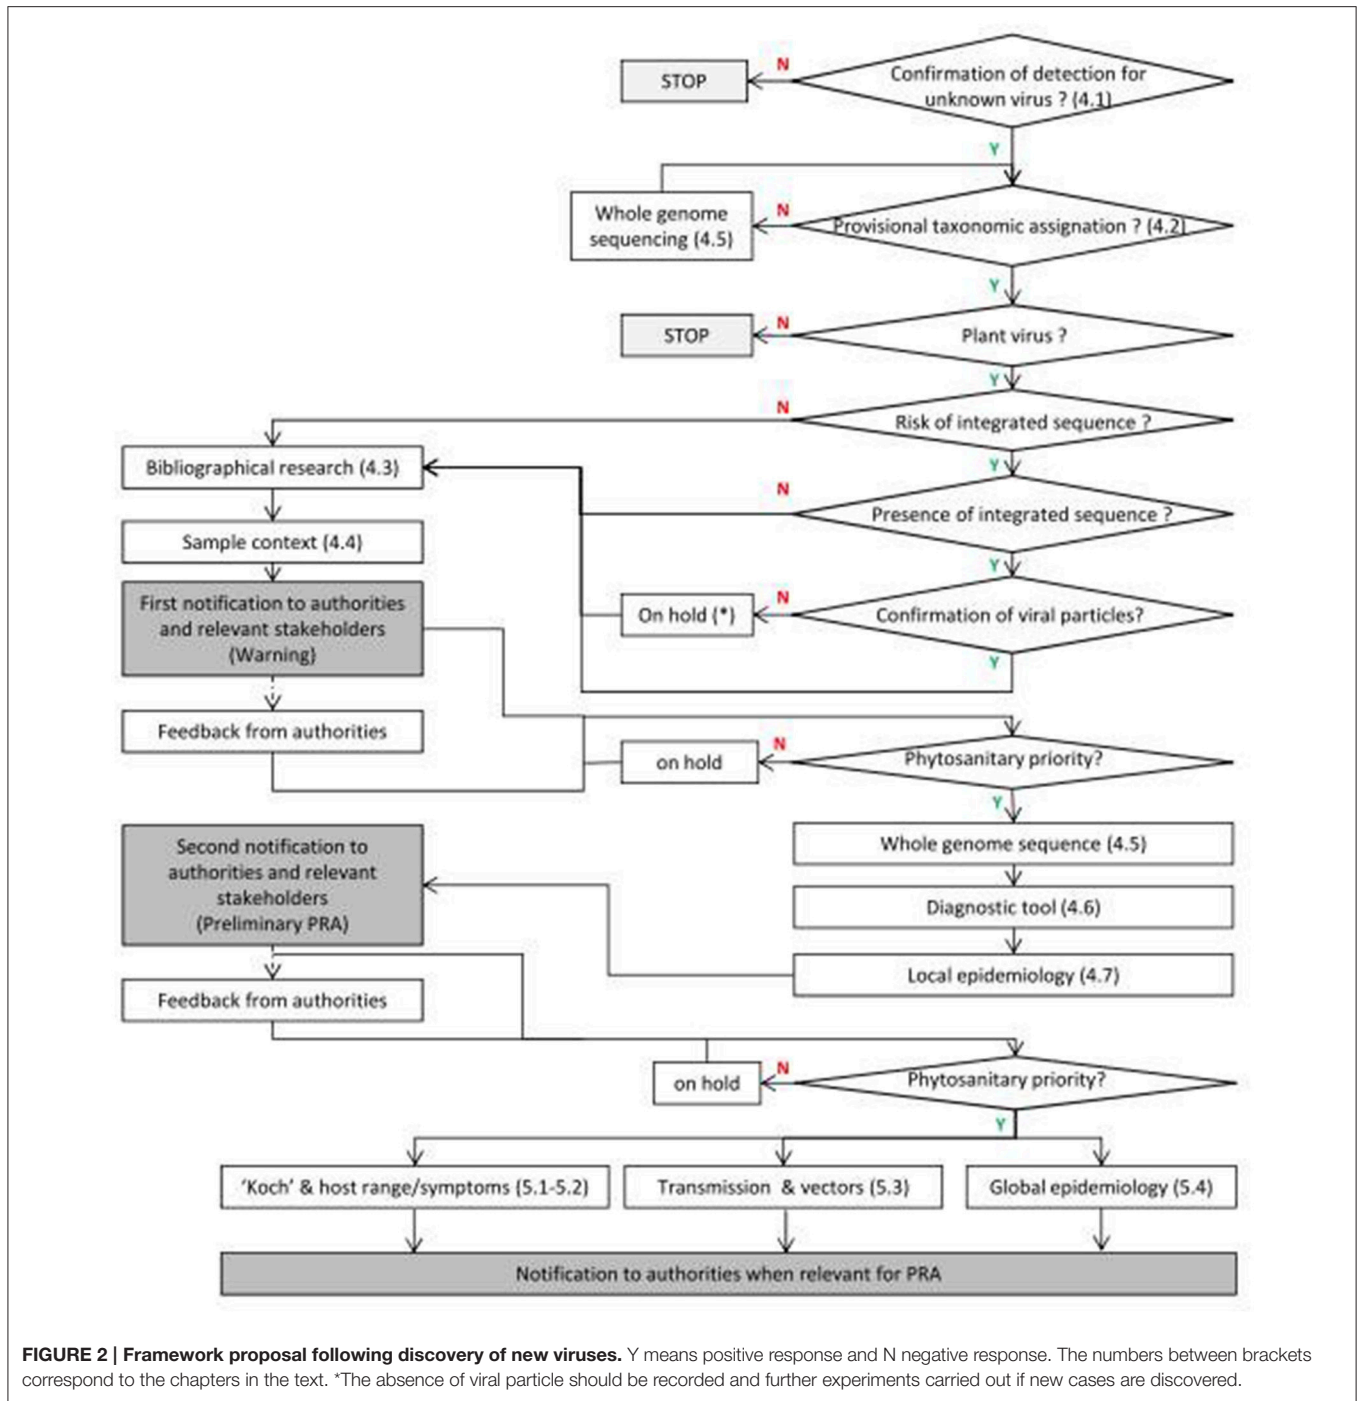 N
STOP
Confirmation of detection for
unknown virus ? (4.1)
Y
Whole genome
sequencing (4.5)
N
Provisional taxonomic assignation ? (4.2)
Y
STOP
N
Plant virus ?
Y
N
Risk of integrated sequence ?
Bibliographical research (4.3)
Y
N
Presence of integrated sequence ?
Sample context (4.4)
Y
First notification to authorities
and relevant stakeholders
(Warning)
On hold (*)
N
Confirmation of viral particles?
Y
Feedback from authorities
on hold
N
Phytosanitary priority?
Y
Second notification to
authorities and relevant
stakeholders
(Preliminary PRA)
Whole genome sequence (4.5)
Diagnostic tool (4.6)
Local epidemiology (4.7)
Feedback from authorities
on hold
N
Phytosanitary priority?
Y
'Koch' & host range/symptoms (5.1-5.2)
Transmission & vectors (5.3)
Global epidemiology (5.4)
Notification to authorities when relevant for PRA
FIGURE 2 | Framework proposal following discovery of new viruses. Y means positive response and N negative response. The numbers between brackets
correspond to the chapters in the text. *The absence of viral particle should be recorded and further experiments carried out if new cases are discovered.